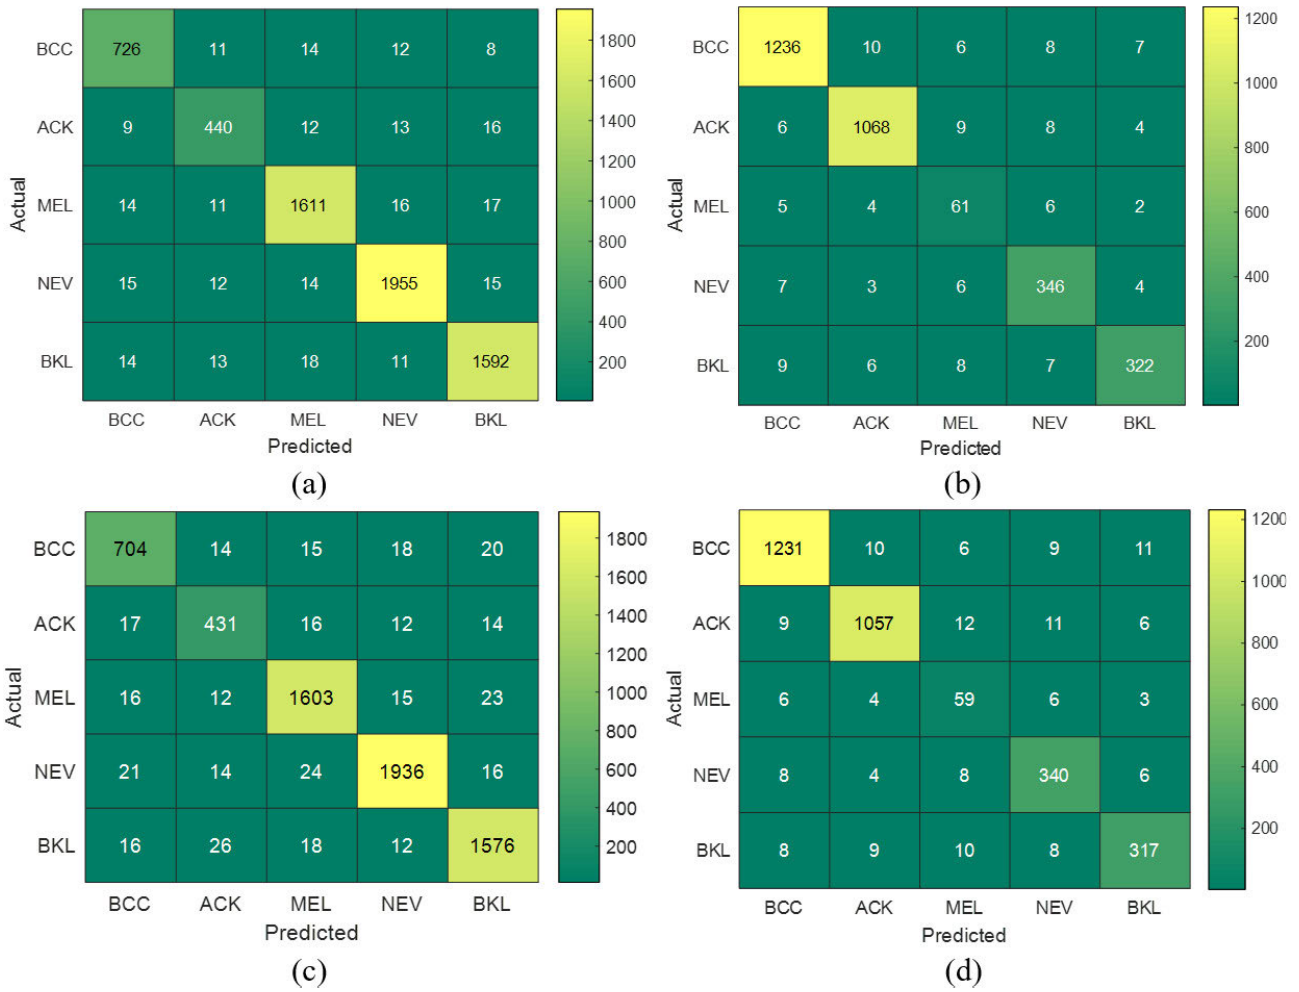 BCC 726 11 14 12 8
ACK 9 440 12 13 16
MEL 14 11 1611 16 17
NEV 15 12 14 1955 15
BKL 14 13 18 11 1592
BCC ACK MEL NEV BKL
Predicted
Actual
1800
1600
1400
1200
1000
800
600
400
200
(a)
BCC 1236 10 6 8 7
ACK 6 1068 9 8 4
MEL 5 4 61 6 2
NEV 7 3 6 346 4
BKL 9 6 8 7 322
BCC ACK MEL NEV BKL
Predicted
Actual
1200
1000
800
600
400
200
(b)
BCC 704 14 15 18 20
ACK 17 431 16 12 14
MEL 16 12 1603 15 23
NEV 21 14 24 1936 16
BKL 16 26 18 12 1576
BCC ACK MEL NEV BKL
Predicted
Actual
1800
1600
1400
1200
1000
800
600
400
200
(c)
BCC 1231 10 6 9 11
ACK 9 1057 12 11 6
MEL 6 4 59 6 3
NEV 8 4 8 340 6
BKL 8 9 10 8 317
BCC ACK MEL NEV BKL
Predicted
Actual
1200
1000
800
600
400
200
(d)